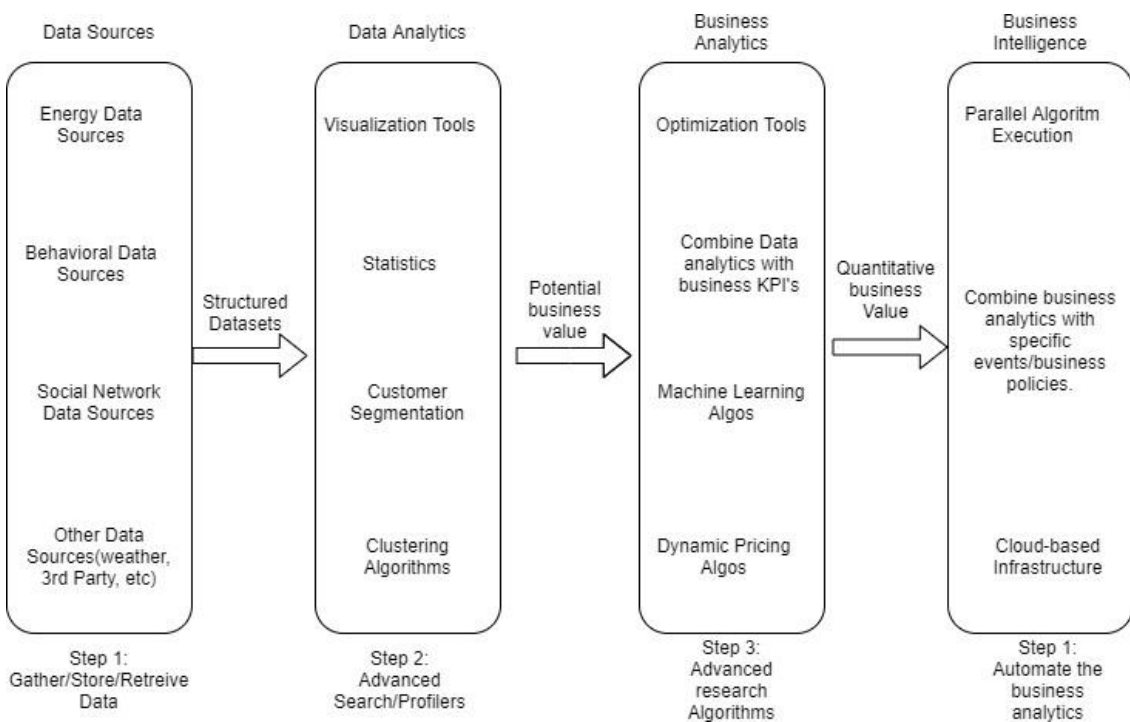 Data Sources
Data Analytics
Business
Analytics
Business
Intelligence
Energy Data
Sources
Behavioral Data
Sources
Social Network
Data Sources
Other Data
Sources(weather,
3rd Party, etc)
Structured
Datasets
Visualization Tools
Statistics
Customer
Segmentation
Clustering
Algorithms
Potential
business
value
Optimization Tools
Combine Data
analytics with
business KPI's
Machine Learning
Algos
Dynamic Pricing
Algos
Quantitative
business
Value
Parallel Algoritm
Execution
Combine business
analytics with
specific
events/business
policies.
Cloud-based
Infrastructure
Step 1:
Gather/Store/Retreive
Data
Step 2:
Advanced
Search/Profilers
Step 3:
Advanced
research
Algorithms
Step 1:
Automate the
business
analytics